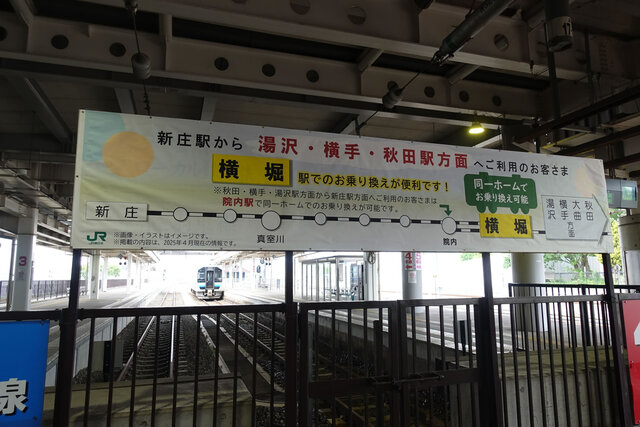 新庄駅から 湯沢・横手・秋田駅方面 へご利用のお客さま
横堀 駅でのお乗り換えが便利です！
※秋田・横手・湯沢駅方面から新庄駅方面へご利用のお客さまは
院内駅で同一ホームでのお乗り換えが可能です。
同一ホームで
お乗り換え可能
新庄
真室川
院内
横堀
湯沢
横手
大曲
秋田
方面
※写真・イラストはイメージです。
※掲載の内容は、2025年4月現在の情報です。
JR
3
4
泉